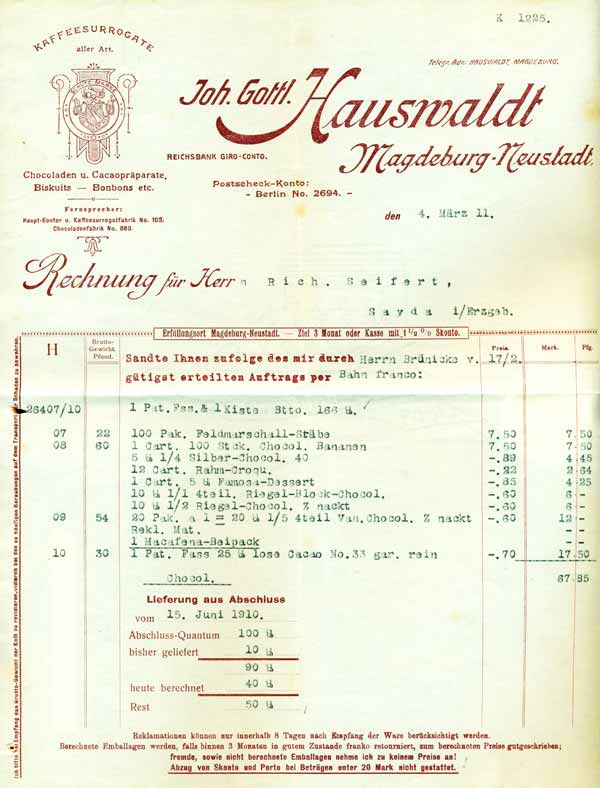 K 1225.
KAFFEESURROGATE
aller Art.
Telegr. Adr: HAUSWALDT, MAGDEBURG.
Joh. Gottl. Hauswaldt
Magdeburg-Neustadt.
REICHSBANK GIRO-CONTO.
Chocoladen u. Cacaopräparate,
Biskuits — Bonbons etc.
Postscheck-Konto:
- Berlin No. 2694. -
Fernsprecher:
Haupt-Kontor u. Kaffeesurrogatfabrik No. 105,
Chocoladenfabrik No. 880.
den 4. März 11.
Rechnung für Herrn Rich. Seifert,
Sayda i/Erzgeb.
Erfüllungsort Magdeburg-Neustadt. — Ziel 3 Monat oder Kasse mit 1½% Skonto.
H Brutto-Gewicht Pfund. Preis. Mark. Pfg.
Sandte Ihnen zufolge des mir durch Herrn Brünicke v. 17/2.
gütigst erteilten Auftrags per Bahn franco:
26407/10 1 Pat.Fss.& 1 Kiste Btto. 166 ℔.
07 22 100 Pak. Feldmarschall-Stäbe 7.50 7 50
08 60 1 Cart. 100 Stck. Chocol. Bananen 7.50 7 50
5 ℔ 1/4 Silber-Chocol. 40 -.89 4 45
12 Cart. Rahm-Croqu. -.22 2 64
1 Cart. 5 ℔ Famosa-Dessert -.85 4 25
10 ℔ 1/1 4teil. Riegel-Block-Chocol. -.60 6 -
10 ℔ 1/2 Riegel-Chocol. Z nackt -.60 6 -
09 54 20 Pak. a 1 = 20 ℔ 1/5 4teil Van.Chocol. Z nackt -.60 12 -
Rekl. Mat.
1 Macafena-Beipack
10 30 1 Pat. Fass 25 ℔ lose Cacao No.33 gar. rein -.70 17 50
Chocol. 67 85
Lieferung aus Abschluss
vom 15. Juni 1910.
Abschluss-Quantum 100 ℔
bisher geliefert 10 ℔
90 ℔
heute berechnet 40 ℔
Rest 50 ℔
Reklamationen können nur innerhalb 8 Tagen nach Empfang der Ware berücksichtigt werden.
Berechnete Emballagen werden, falls binnen 3 Monaten in gutem Zustande franko retourniert, zum berechneten Preise gutgeschrieben;
fremde, sowie nicht berechnete Emballagen nehme ich zu keinem Preise an!
Abzug von Skonto und Porto bei Beträgen unter 20 Mark nicht gestattet.